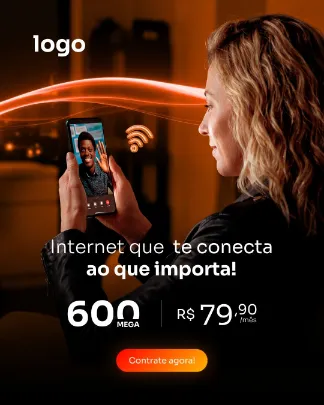 logo
Internet que te conecta
ao que importa!
600
MEGA
R$ 79,90
/mês
Contrate agora!